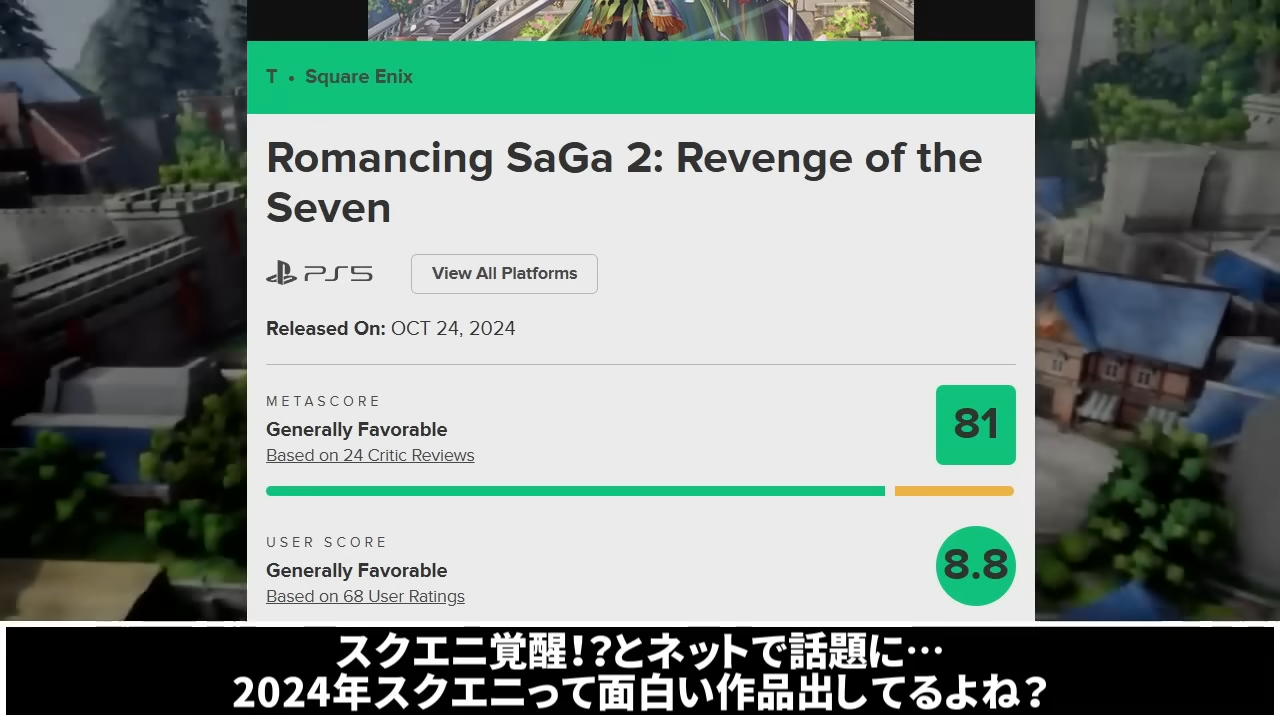 T • Square Enix
Romancing SaGa 2: Revenge of the
Seven
PS5 View All Platforms
Released On: OCT 24, 2024
METASCORE
Generally Favorable
81
Based on 24 Critic Reviews
USER SCORE
Generally Favorable
8.8
Based on 68 User Ratings
スクエニ覚醒!?とネットで話題に…
2024年スクエニって面白い作品出してるよね？